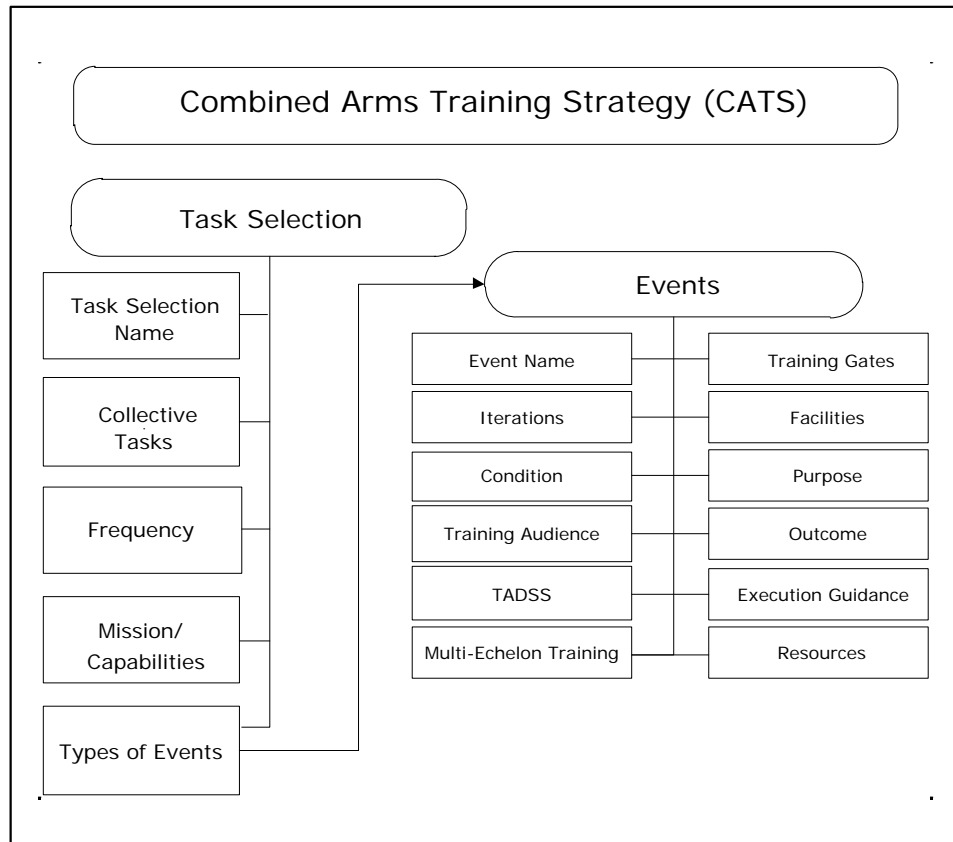 Combined Arms Training Strategy (CATS)
Task Selection
Task Selection
Name
Collective
Tasks
Frequency
Mission/
Capabilities
Types of Events
Events
Event Name
Training Gates
Iterations
Facilities
Condition
Purpose
Training Audience
Outcome
TADSS
Execution Guidance
Multi-Echelon Training
Resources